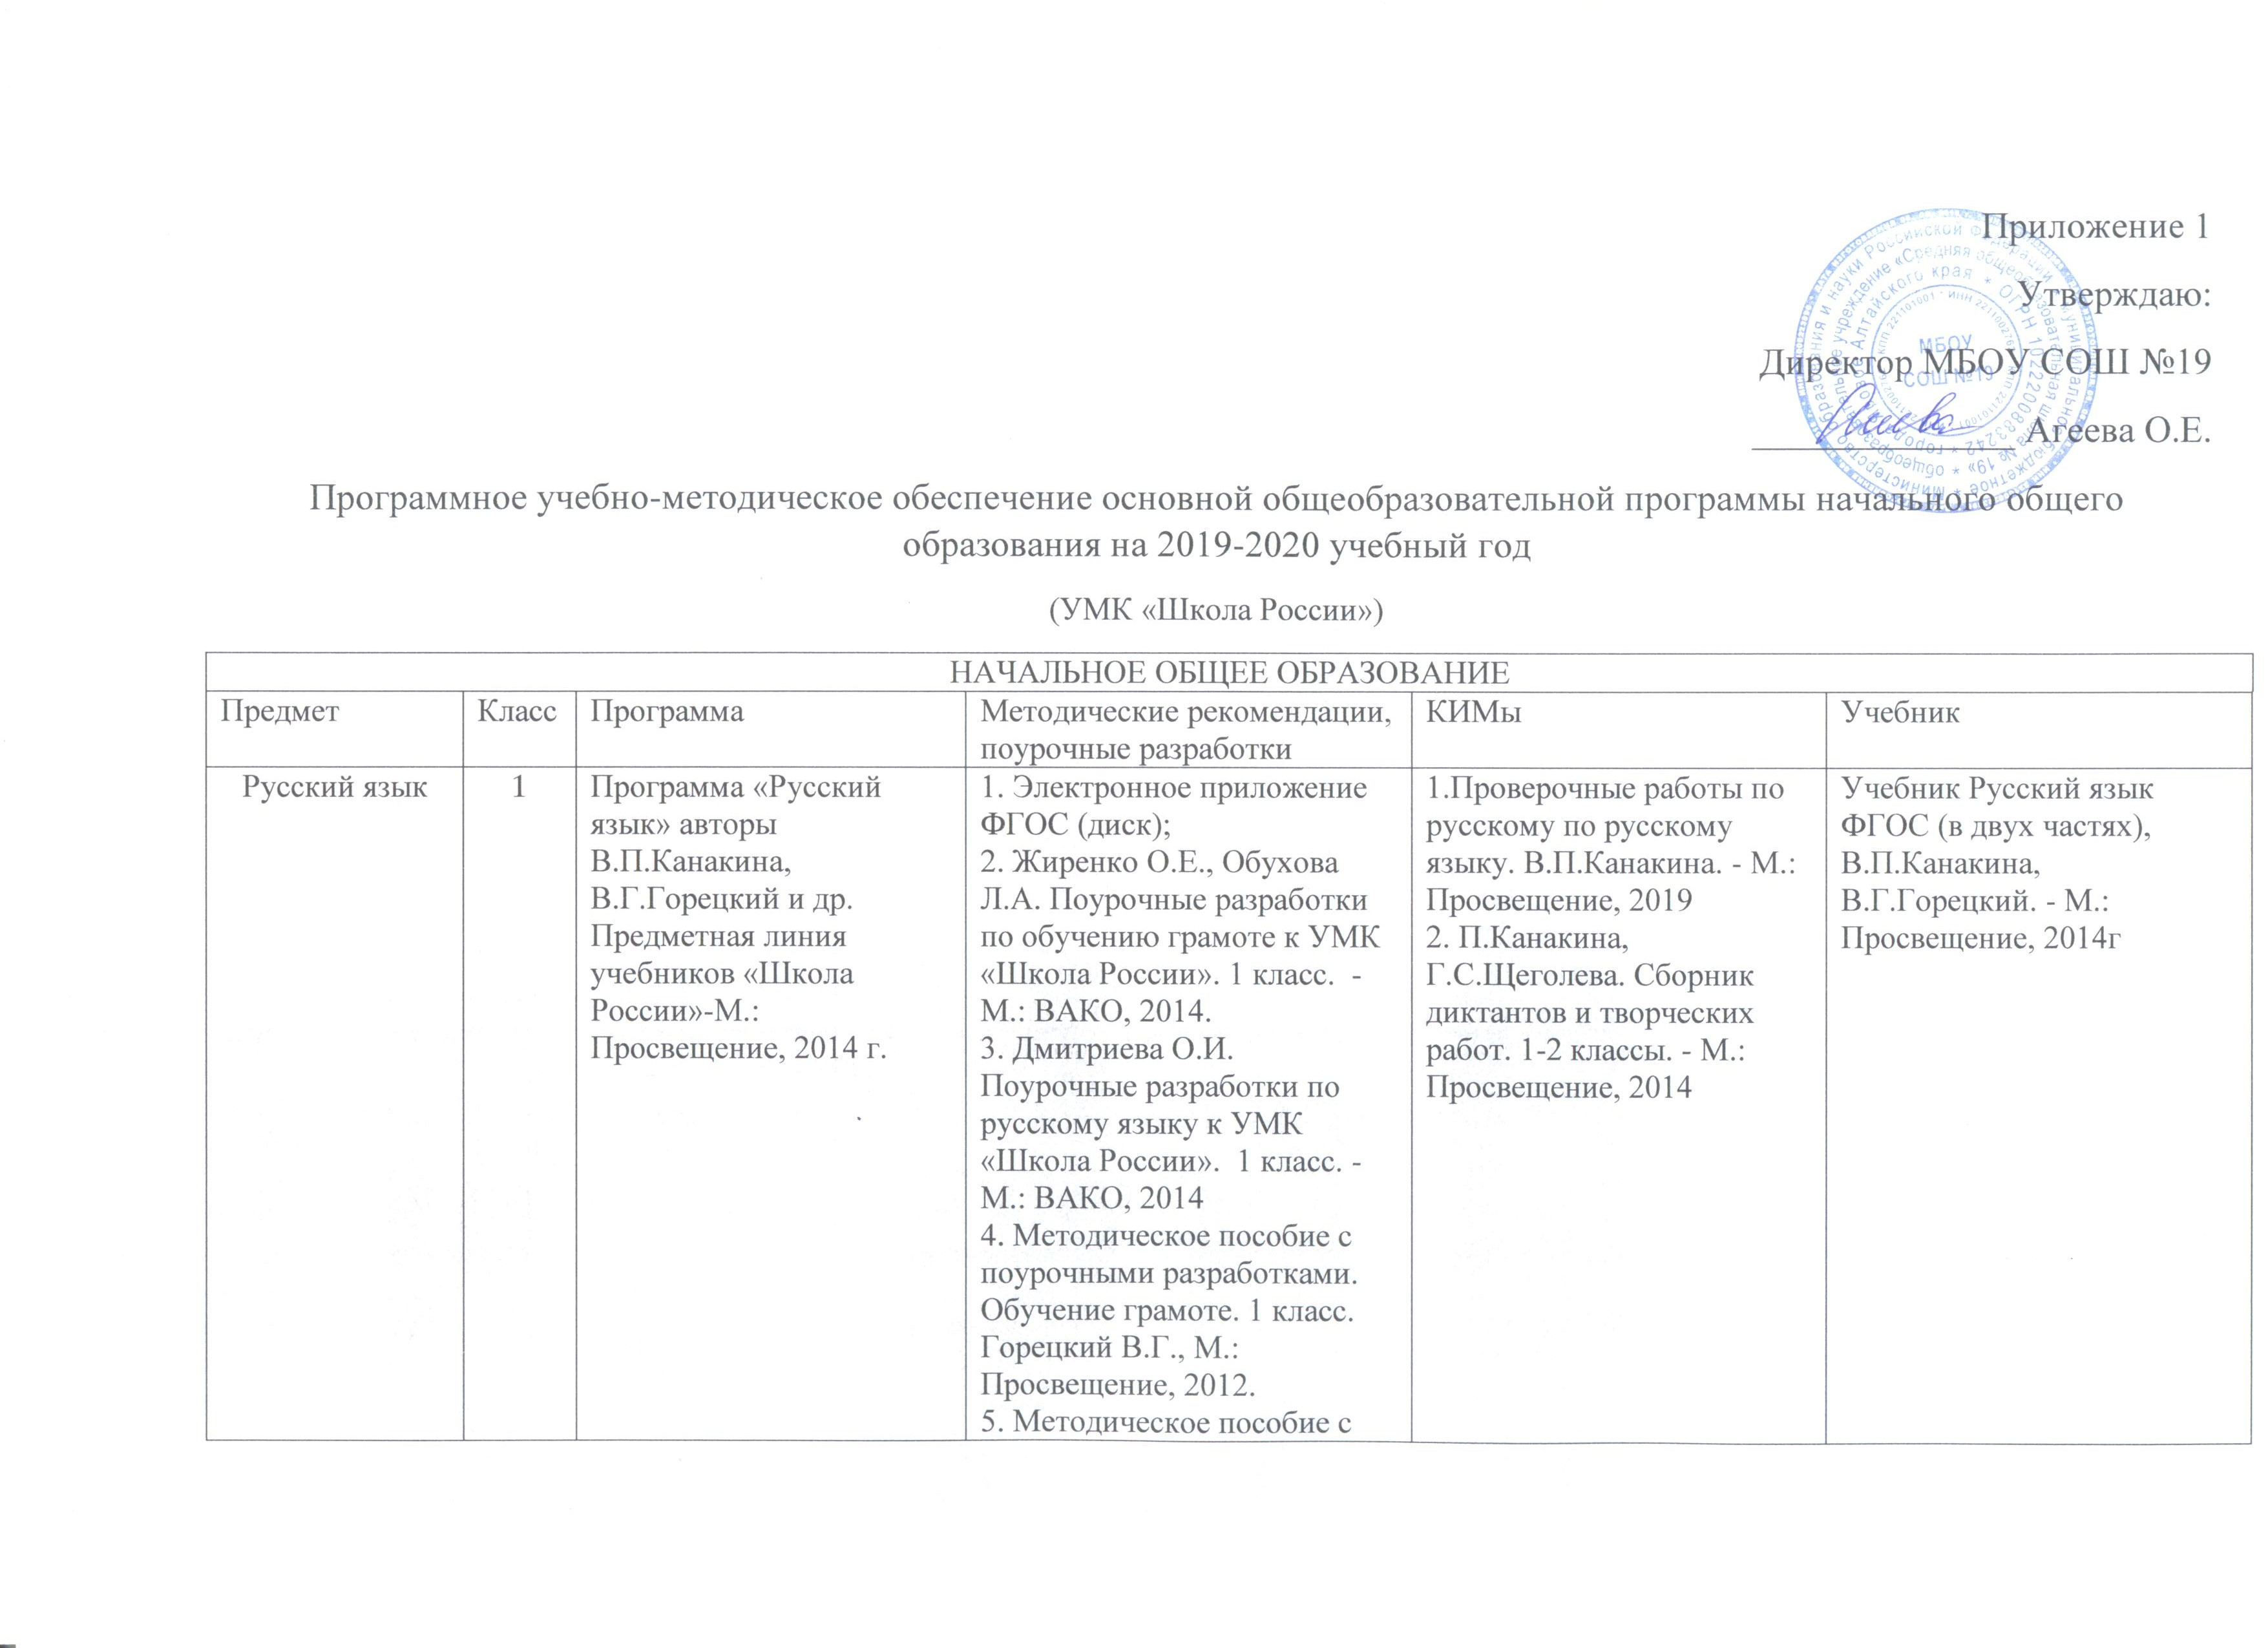 Приложение 1
Утверждаю:
Директор МБОУ СОШ №19
Агеева О.Е.
МБОУ
СОШ №19
Программное учебно-методическое обеспечение основной общеобразовательной программы начального общего
образования на 2019-2020 учебный год
(УМК «Школа России»)
НАЧАЛЬНОЕ ОБЩЕЕ ОБРАЗОВАНИЕ
Предмет
Класс
Программа
Методические рекомендации,
поурочные разработки
КИМы
Учебник
Русский язык
1
Программа «Русский
язык» авторы
В.П.Канакина,
В.Г.Горецкий и др.
Предметная линия
учебников «Школа
России»-М.:
Просвещение, 2014 г.
1. Электронное приложение
ФГОС (диск);
2. Жиренко О.Е., Обухова
Л.А. Поурочные разработки
по обучению грамоте к УМК
«Школа России». 1 класс. -
М.: ВАКО, 2014.
3. Дмитриева О.И.
Поурочные разработки по
русскому языку к УМК
«Школа России». 1 класс. -
М.: ВАКО, 2014
4. Методическое пособие с
поурочными разработками.
Обучение грамоте. 1 класс.
Горецкий В.Г., М.:
Просвещение, 2012.
5. Методическое пособие с
1.Проверочные работы по
русскому по русскому
языку. В.П.Канакина. - М.:
Просвещение, 2019
2. П.Канакина,
Г.С.Щеголева. Сборник
диктантов и творческих
работ. 1-2 классы. - М.:
Просвещение, 2014
Учебник Русский язык
ФГОС (в двух частях),
В.П.Канакина,
В.Г.Горецкий. - М.:
Просвещение, 2014г